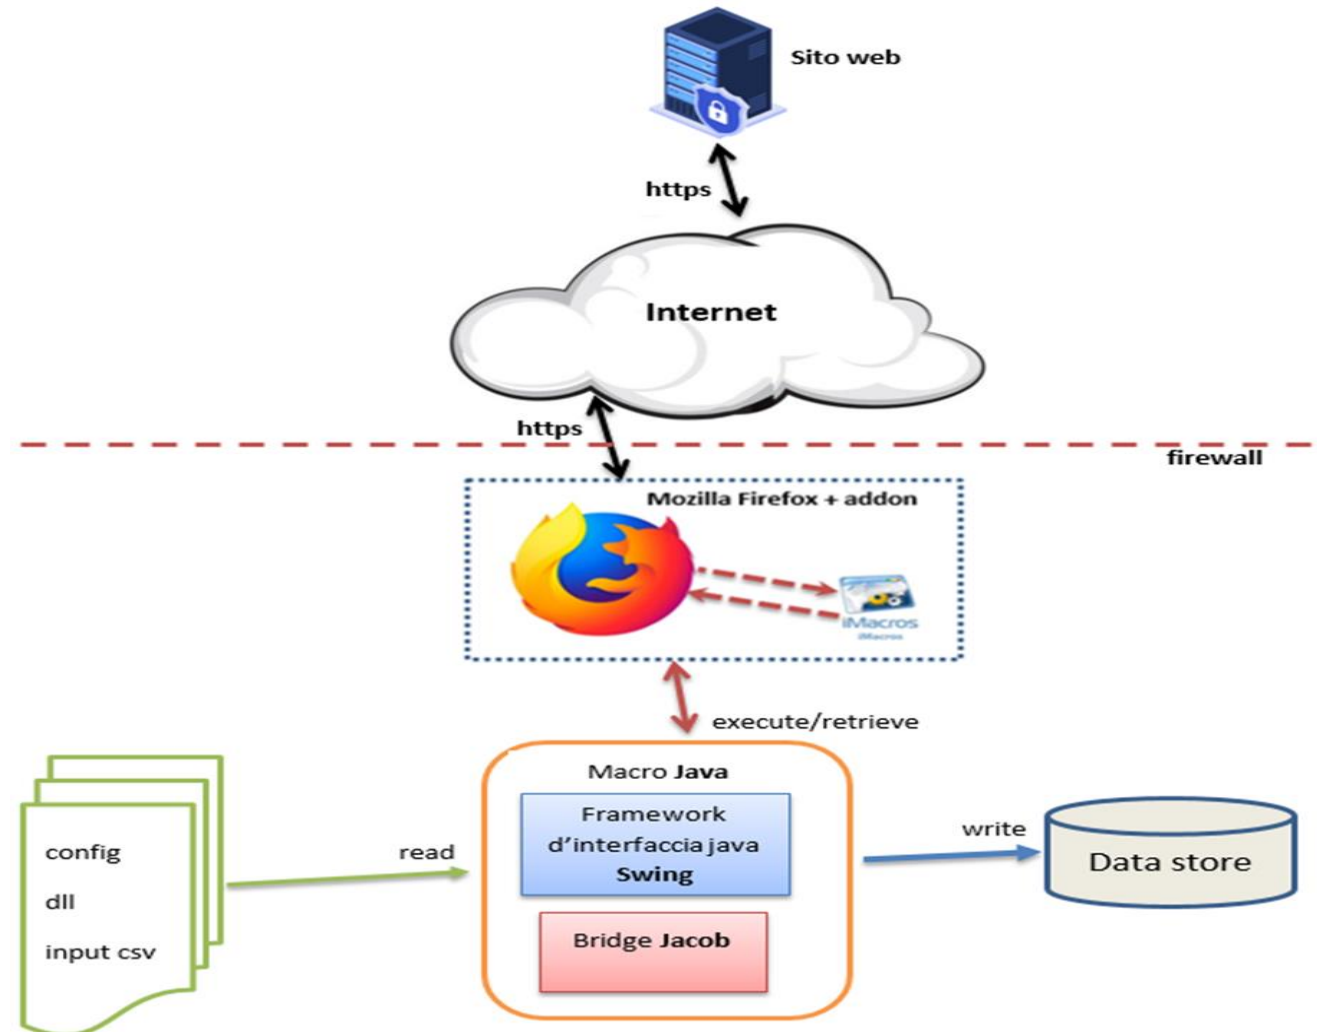 Sito web
https
Internet
https
firewall
Mozilla Firefox + addon
iMacros
iMacros
execute/retrieve
Macro Java
Framework
d'interfaccia java
Swing
Bridge Jacob
config
dll
input csv
read
write
Data store